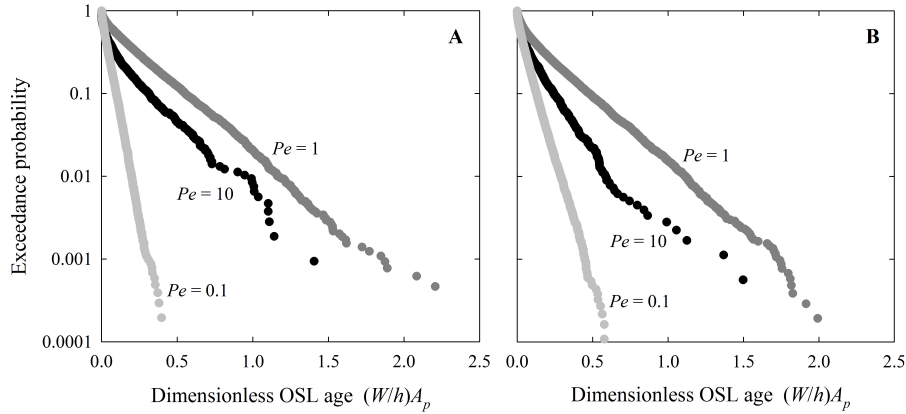 A
B
Exceedance probability
1
0.1
0.01
0.001
0.0001
Pe = 1
Pe = 10
Pe = 0.1
Pe = 1
Pe = 10
Pe = 0.1
0.0 0.5 1.0 1.5 2.0 2.5
0.0 0.5 1.0 1.5 2.0 2.5
Dimensionless OSL age (W/h)Ap
Dimensionless OSL age (W/h)Ap